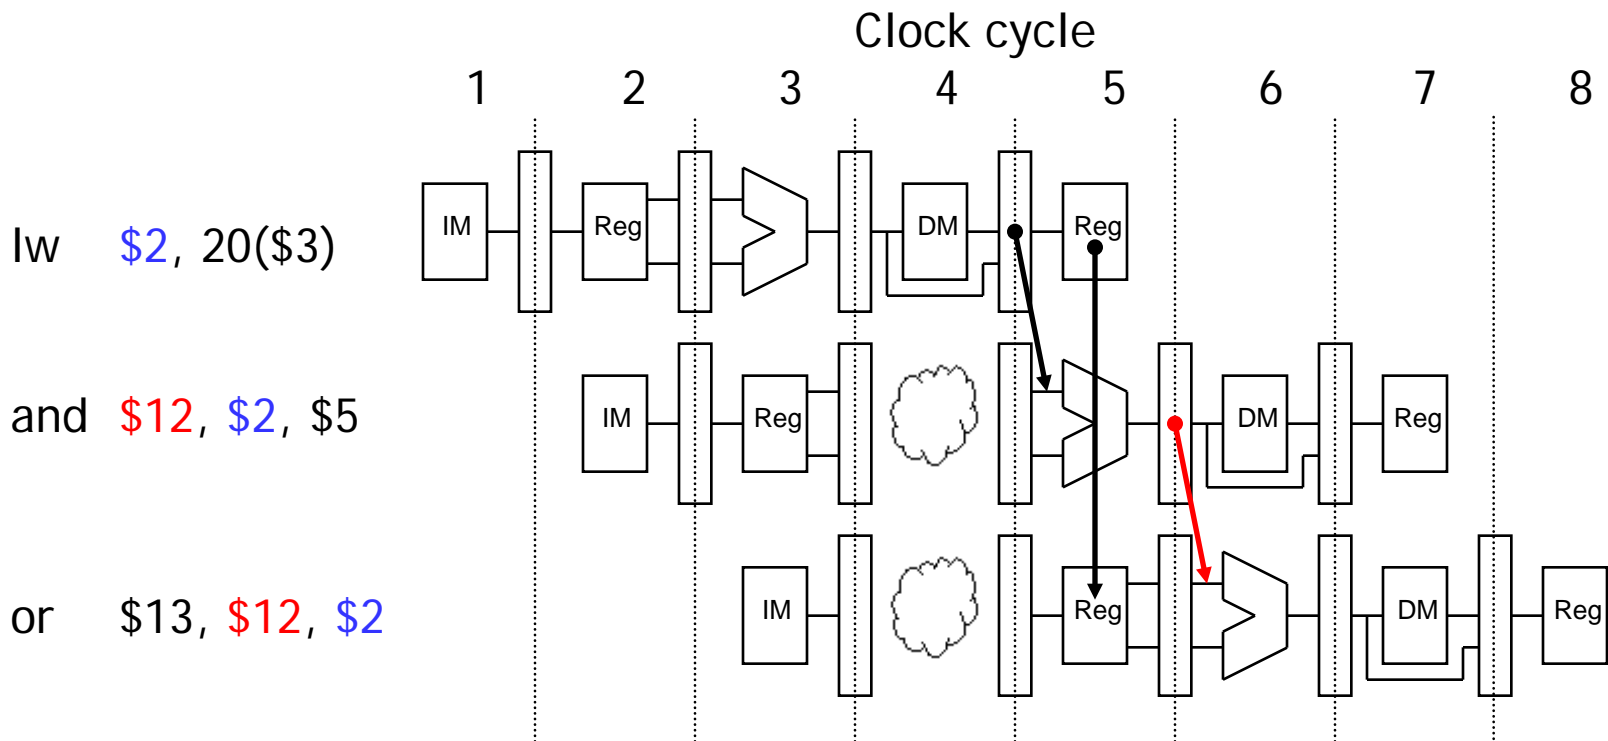 Clock cycle
1 2 3 4 5 6 7 8
lw $2, 20($3) IM Reg DM Reg
and $12, $2, $5 IM Reg DM Reg
or $13, $12, $2 IM Reg DM Reg